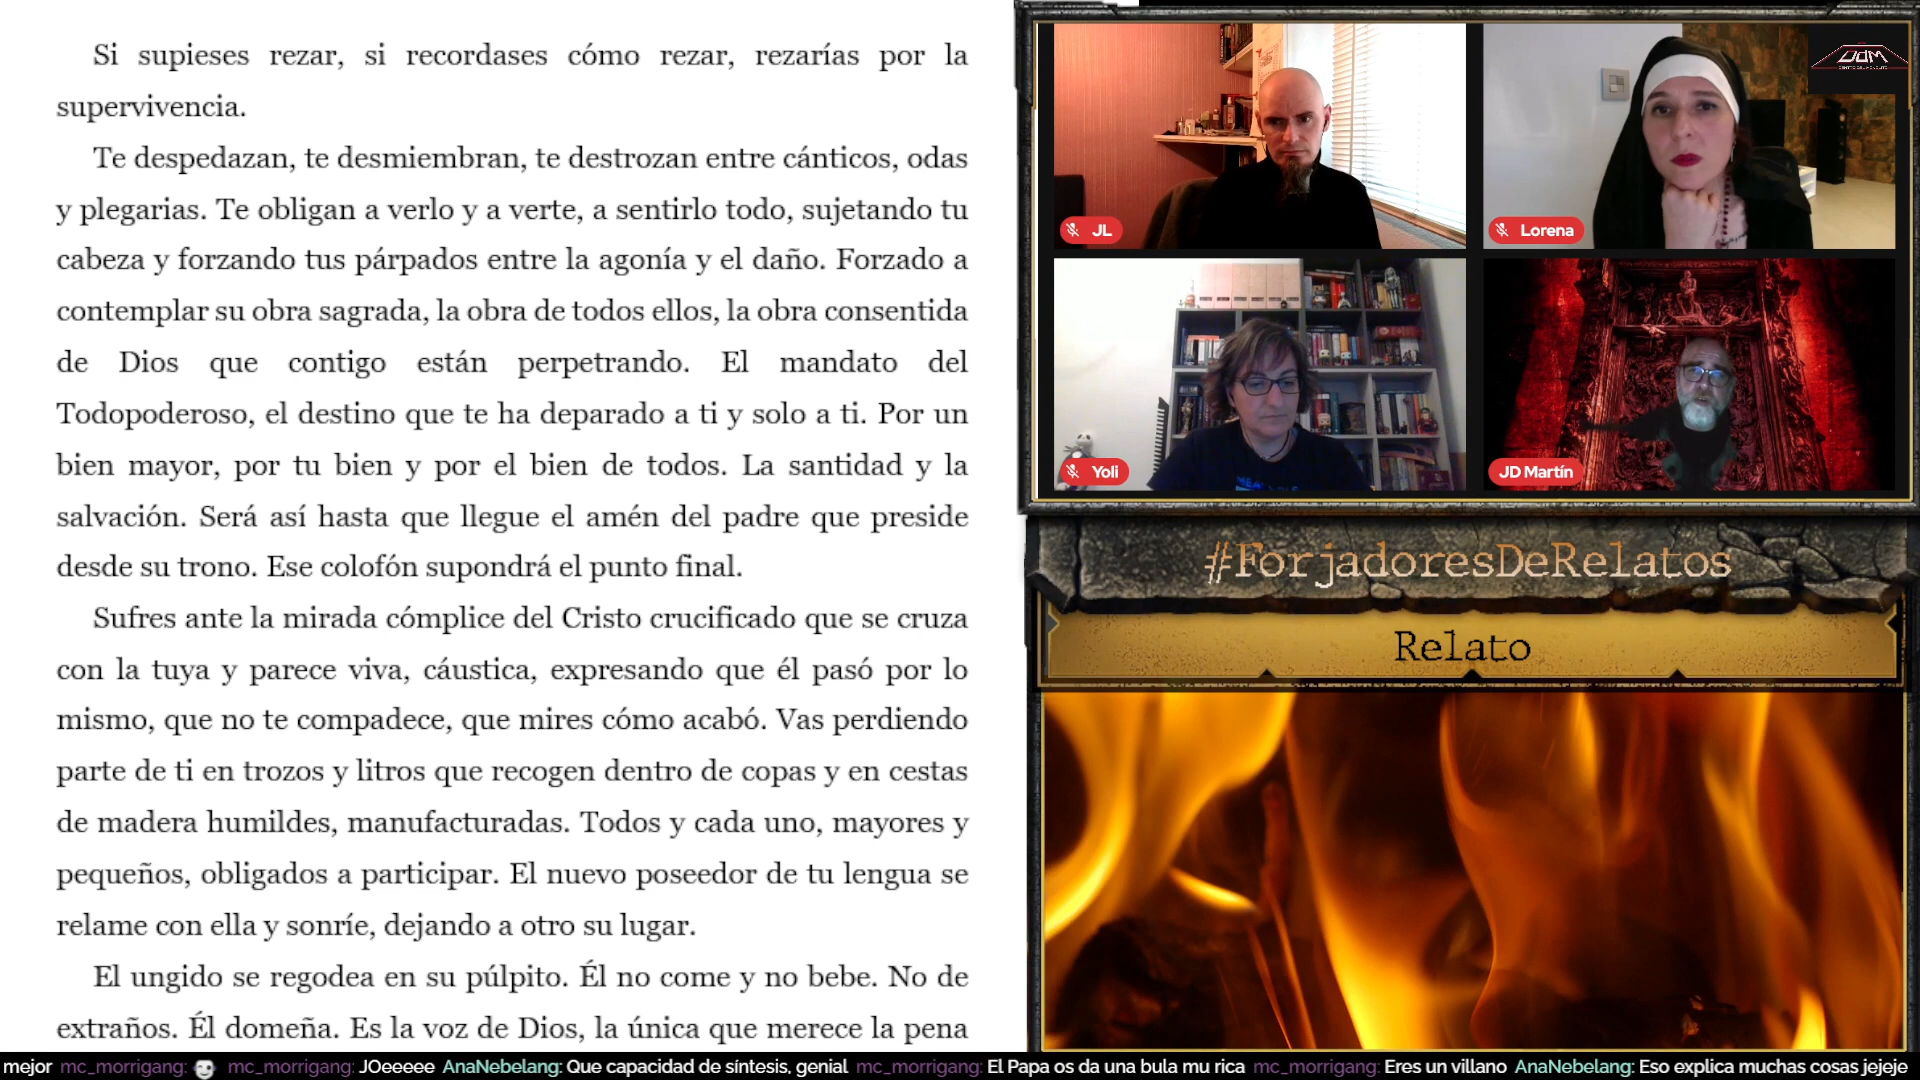 Si supieses rezar, si recordases cómo rezar, rezarías por la
supervivencia.
Te despedazan, te desmiembran, te destrozan entre cánticos, odas
y plegarias. Te obligan a verlo y a verte, a sentirlo todo, sujetando tu
cabeza y forzando tus párpados entre la agonía y el daño. Forzado a
contemplar su obra sagrada, la obra de todos ellos, la obra consentida
de Dios que contigo están perpetrando. El mandato del
Todopoderoso, el destino que te ha deparado a ti y solo a ti. Por un
bien mayor, por tu bien y por el bien de todos. La santidad y la
salvación. Será así hasta que llegue el amén del padre que preside
desde su trono. Ese colofón supondrá el punto final.
Sufres ante la mirada cómplice del Cristo crucificado que se cruza
con la tuya y parece viva, cáustica, expresando que él pasó por lo
mismo, que no te compadece, que mires cómo acabó. Vas perdiendo
parte de ti en trozos y litros que recogen dentro de copas y en cestas
de madera humildes, manufacturadas. Todos y cada uno, mayores y
pequeños, obligados a participar. El nuevo poseedor de tu lengua se
relame con ella y sonríe, dejando a otro su lugar.
El ungido se regodea en su púlpito. Él no come y no bebe. No de
extraños. Él domeña. Es la voz de Dios, la única que merece la pena
JL
Lorena
DDM
Yoli
JD Martín
#ForjadoresDeRelatos
Relato
mejor mc_morrigang: mc_morrigang: JOeeeee AnaNebelang: Que capacidad de síntesis, genial mc_morrigang: El Papa os da una bula mu rica mc_morrigang: Eres un villano AnaNebelang: Eso explica muchas cosas jejeje